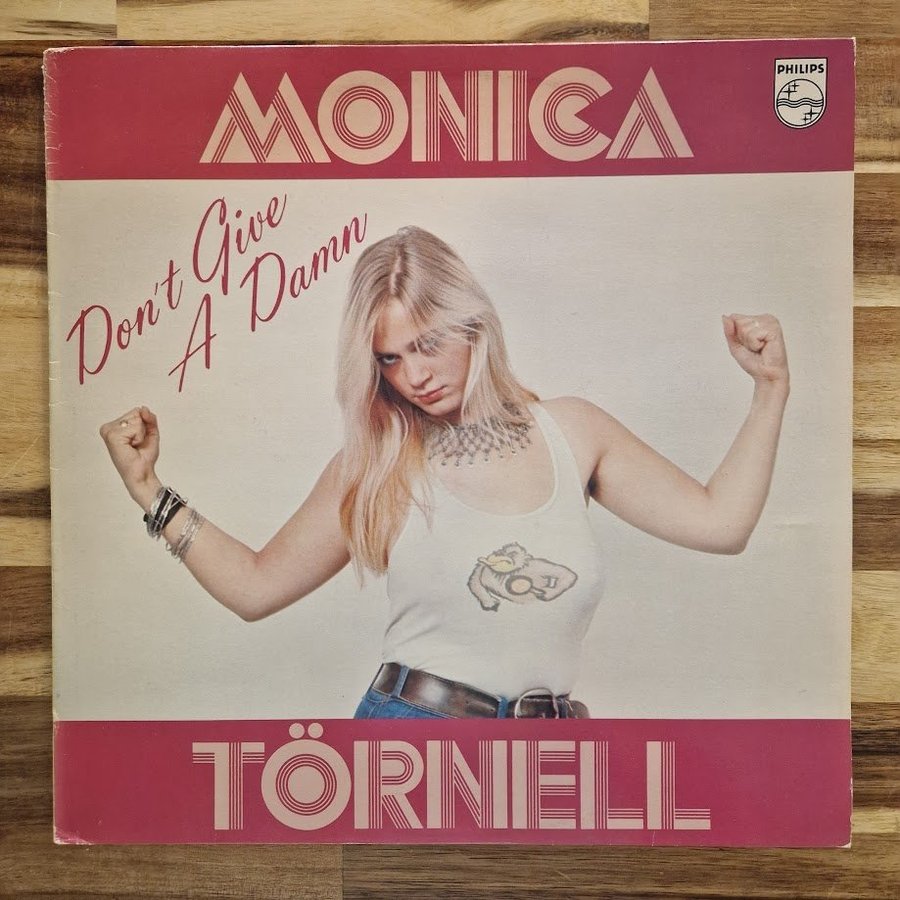 MONICA
PHILIPS
Don't Give
A Damn
TÖRNELL